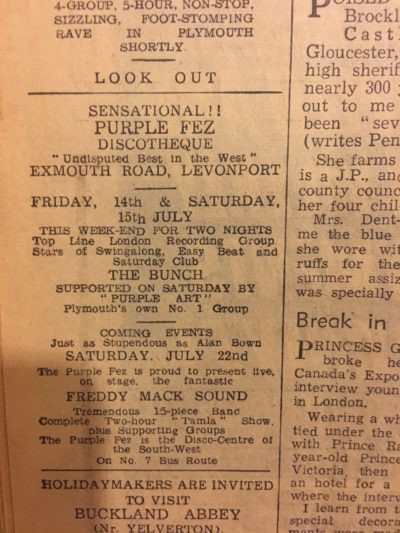 4-GROUP, 5-HOUR, NON-STOP,
SIZZLING, FOOT-STOMPING
RAVE IN PLYMOUTH
SHORTLY.
LOOK OUT
SENSATIONAL!!
PURPLE FEZ
DISCOTHEQUE
"Undisputed Best in the West"
EXMOUTH ROAD, LEVONPORT
FRIDAY, 14th & SATURDAY,
15th JULY
THIS WEEK-END FOR TWO NIGHTS
Top Line London Recording Group
Stars of Swingalong, Easy Beat and
Saturday Club
THE BUNCH
SUPPORTED ON SATURDAY BY
"PURPLE ART"
Plymouth's own No. 1 Group
COMING EVENTS
Just as Stupendous as Alan Bown
SATURDAY, JULY 22nd
The Purple Fez is proud to present live,
on stage, the fantastic
FREDDY MACK SOUND
Tremendous 15-piece Band
Complete Two-hour "Tamla" Show,
plus Supporting Groups
The Purple Fez is the Disco-Centre of
the South-West
On No. 7 Bus Route
HOLIDAYMAKERS ARE INVITED
TO VISIT
BUCKLAND ABBEY
(Nr. YELVERTON).
Brockl
Cast
Gloucester,
high sherif
nearly 300
out to me
been "sev
(writes Pen
She farms
is a J.P., an
county counc
her four chil
Mrs. Dent-
me the blue
she wore wit
ruffs for the
summer assiz
was specially
Break in
PRINCESS G
broke he
Canada's Expo
interview youn
in London.
Wearing a wh
tied under the
with Prince Ra
year-old Prince
Victoria, then
an hotel for a
where the interv
I learn from t
special decora